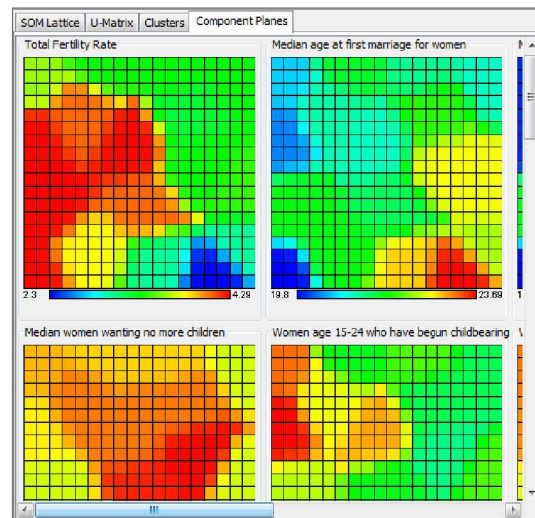 SOM Lattice U-Matrix Clusters Component Planes
Total Fertility Rate Median age at first marriage for women
2.3 4.29 19.8 23.69 1
Median women wanting no more children Women age 15-24 who have begun childbearing